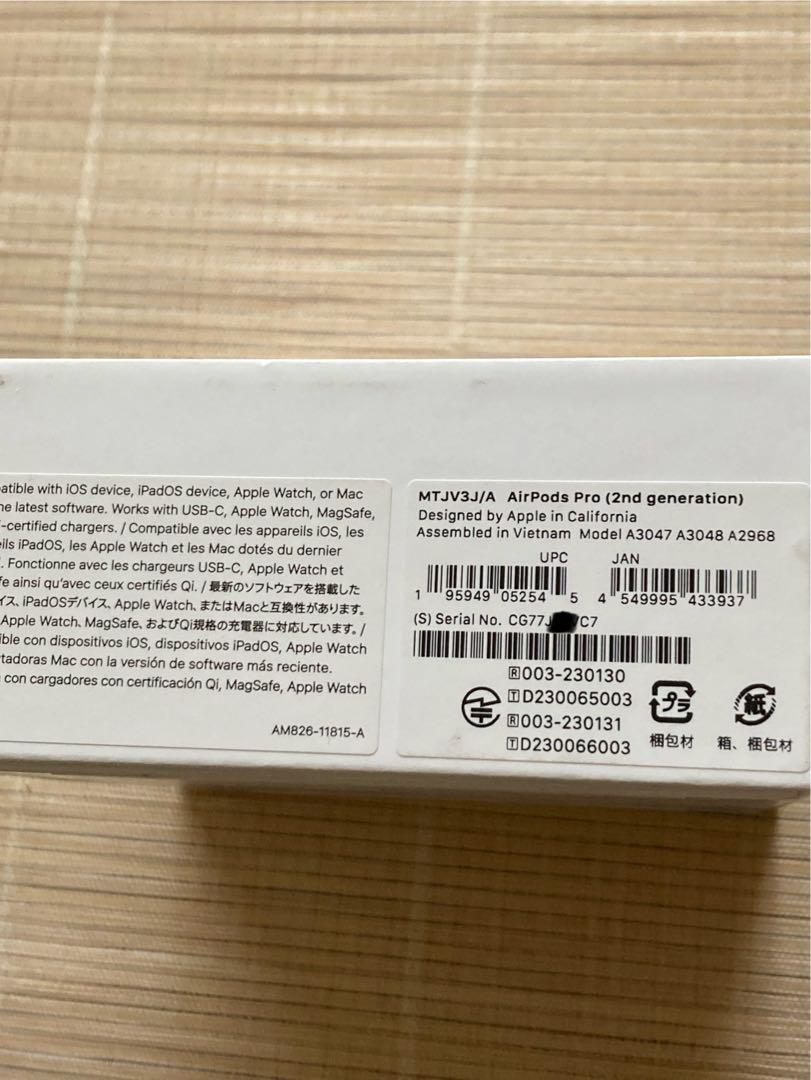 atible with iOS device, iPadOS device, Apple Watch, or Mac
he latest software. Works with USB-C, Apple Watch, MagSafe,
-certified chargers. / Compatible avec les appareils iOS, les
eils iPadOS, les Apple Watch et les Mac dotés du dernier
. Fonctionne avec les chargeurs USB-C, Apple Watch et
fe ainsi qu'avec ceux certifiés Qi. / 最新のソフトウェアを搭載した
イス、iPadOSデバイス、Apple Watch、またはMacと互換性があります。
Apple Watch、MagSafe、およびQi規格の充電器に対応しています。/
ible con dispositivos iOS, dispositivos iPadOS, Apple Watch
tadoras Mac con la versión de software más reciente.
con cargadores con certificación Qi, MagSafe, Apple Watch
AM826-11815-A
MTJV3J/A AirPods Pro (2nd generation)
Designed by Apple in California
Assembled in Vietnam Model A3047 A3048 A2968
UPC JAN
1 95949 05254 5 4 549995 433937
(S) Serial No. CG77J C7
R 003-230130
T D230065003
R 003-230131
T D230066003
プラ
梱包材
紙
箱、梱包材